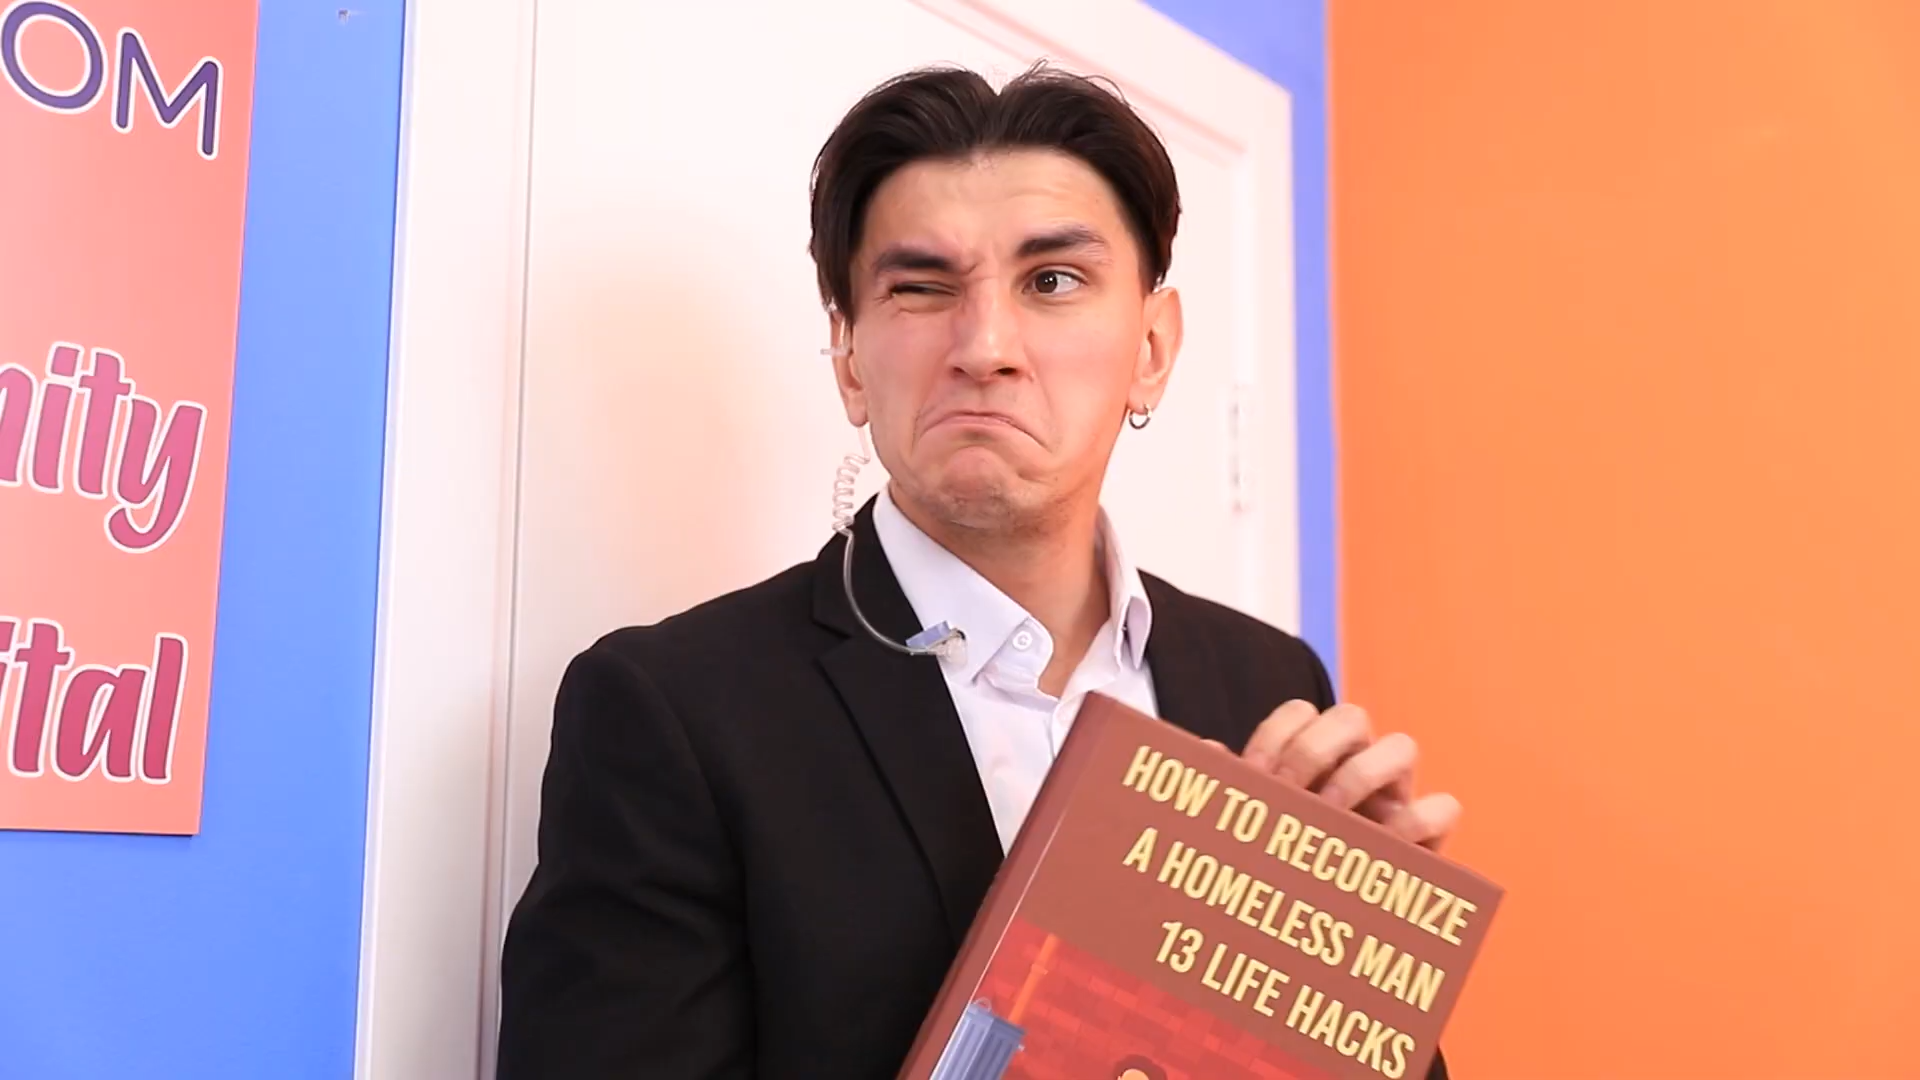 OM
nity
ital
HOW TO RECOGNIZE
A HOMELESS MAN
13 LIFE HACKS